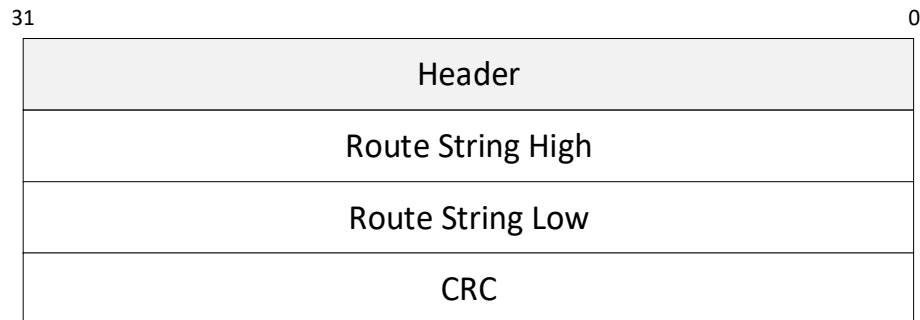 31 0
Header
Route String High
Route String Low
CRC